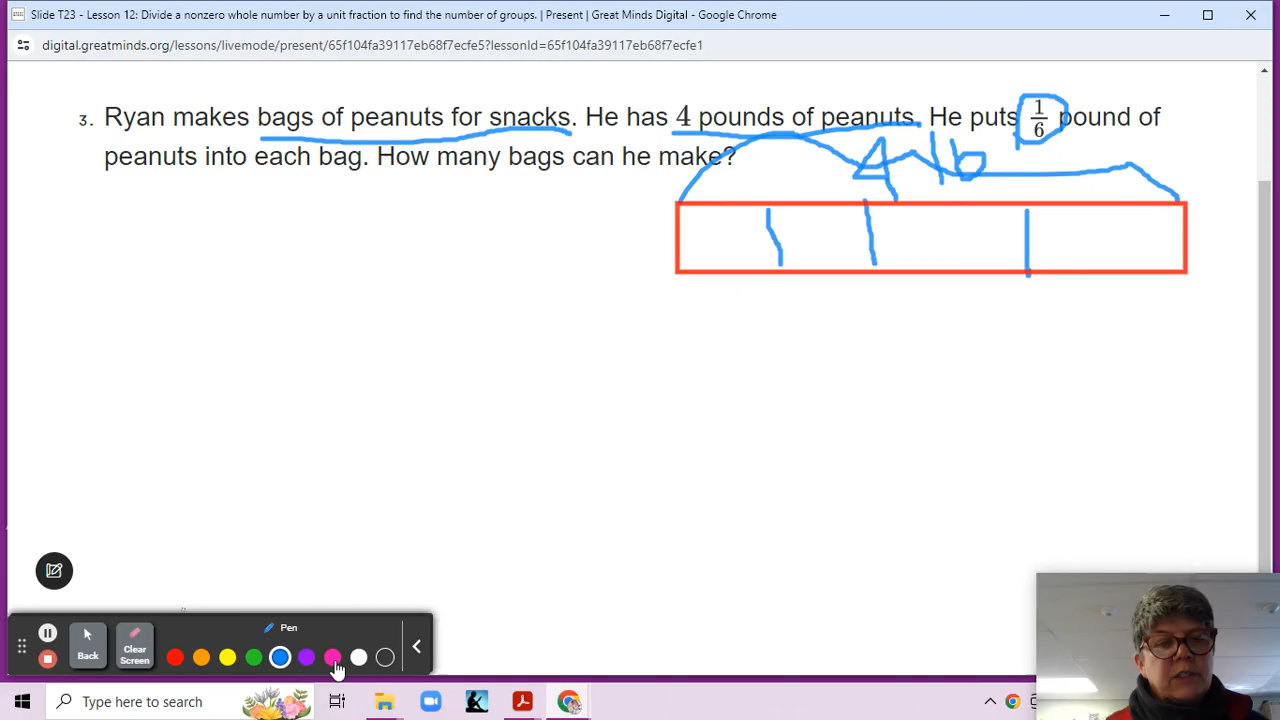 Slide T23 - Lesson 12: Divide a nonzero whole number by a unit fraction to find the number of groups. | Present | Great Minds Digital - Google Chrome
digital.greatminds.org/lessons/livemode/present/65f104fa39117eb68f7ecfe5?lessonId=65f104fa39117eb68f7ecfe1
3. Ryan makes bags of peanuts for snacks. He has 4 pounds of peanuts. He puts 1/6 pound of
peanuts into each bag. How many bags can he make?
4 lb
Pen
Back
Clear Screen
Type here to search